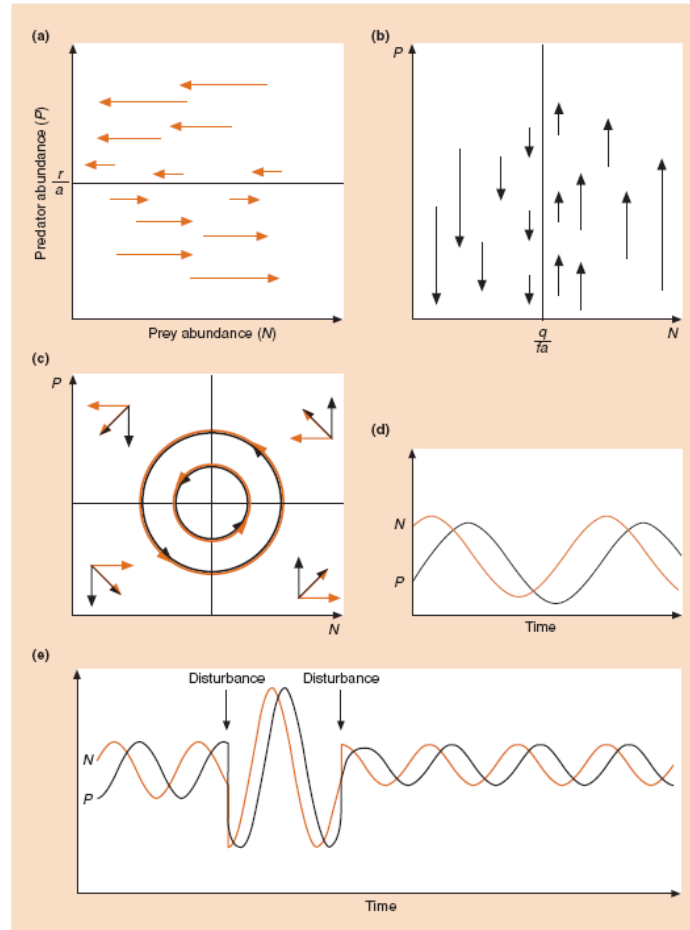 (a)
Predator abundance (P)
r
a
Prey abundance (N)
(b)
P
q
fa
N
(c)
P
N
(d)
N
P
Time
(e)
Disturbance Disturbance
N
P
Time